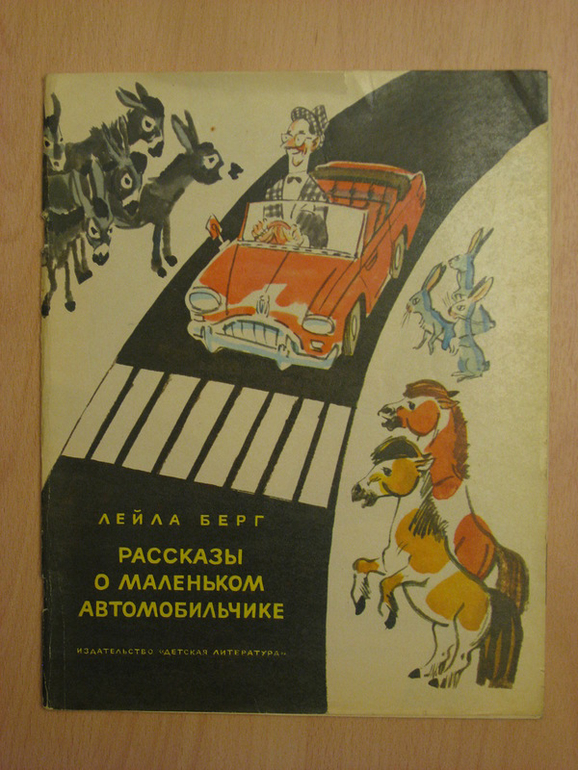 ЛЕЙЛА БЕРГ
РАССКАЗЫ
О МАЛЕНЬКОМ
АВТОМОБИЛЬЧИКЕ
ИЗДАТЕЛЬСТВО «ДЕТСКАЯ ЛИТЕРАТУРА»